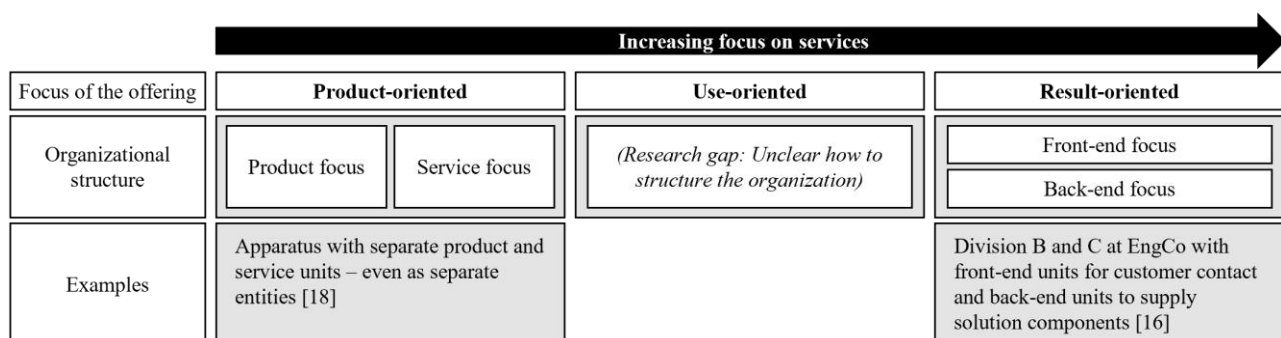 Increasing focus on services
Focus of the offering
Product-oriented
Use-oriented
Result-oriented
Organizational
structure
Product focus
Service focus
(Research gap: Unclear how to
structure the organization)
Front-end focus
Back-end focus
Examples
Apparatus with separate product and
service units – even as separate
entities [18]
Division B and C at EngCo with
front-end units for customer contact
and back-end units to supply
solution components [16]